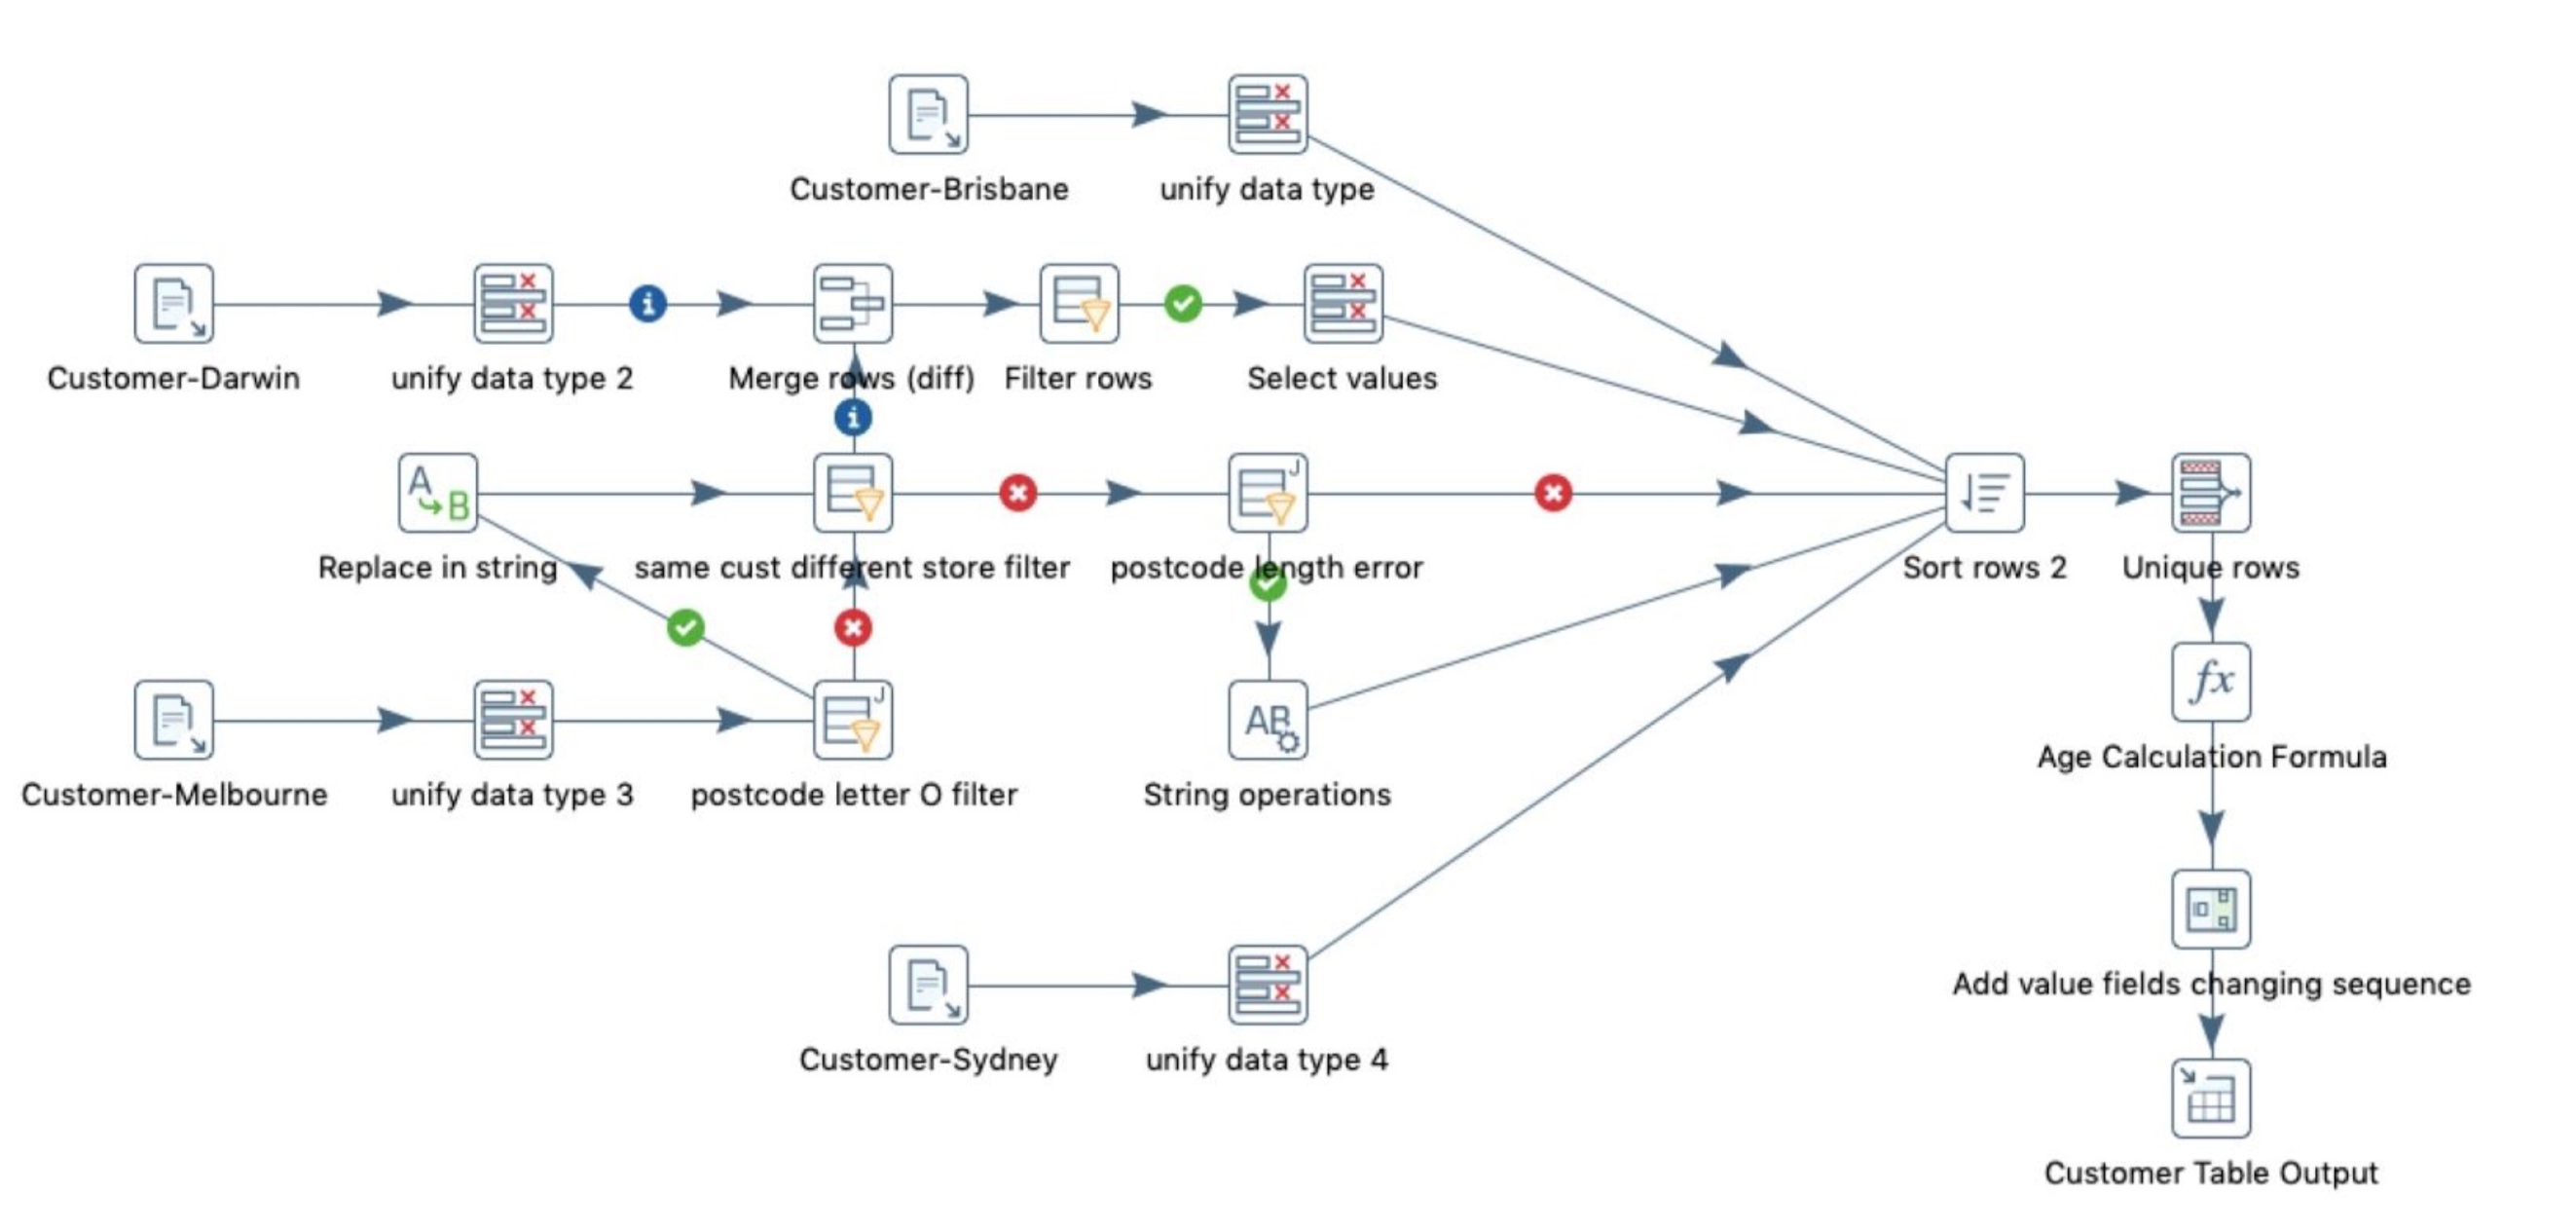 Customer-Brisbane
unify data type
Customer-Darwin
unify data type 2
Merge rows (diff)
Filter rows
Select values
A
B
J
Replace in string
same cust different store filter
postcode length error
Sort rows 2
Unique rows
J
AB
fx
Age Calculation Formula
Customer-Melbourne
unify data type 3
postcode letter O filter
String operations
ID
Add value fields changing sequence
Customer-Sydney
unify data type 4
Customer Table Output